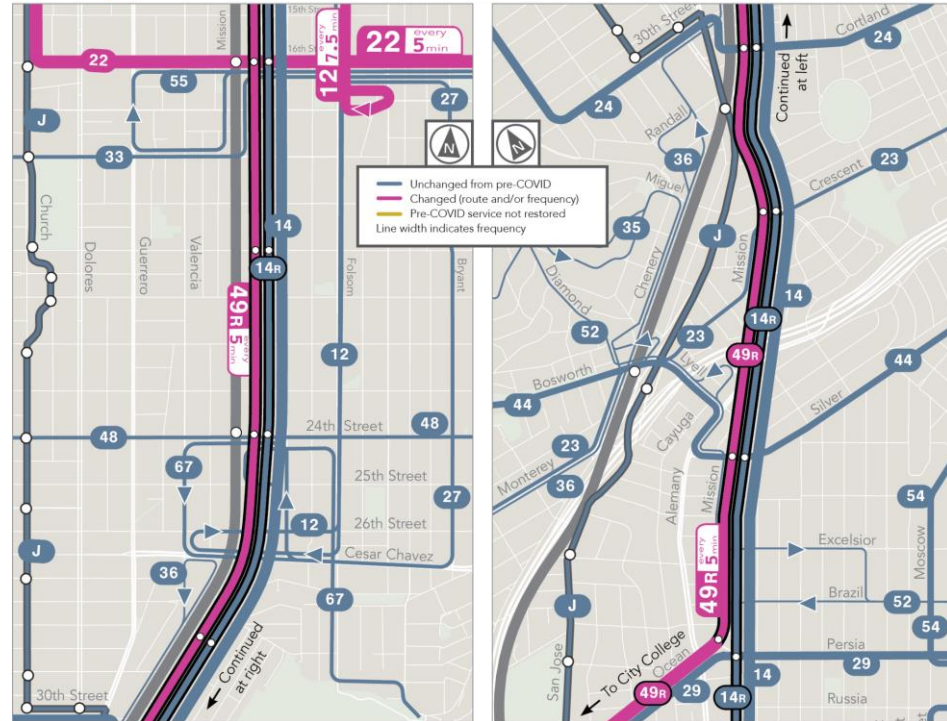 Mission
15th Street
16th Street
22
12
every
7.5 min
22
every
5 min
55
27
J
33
N
N
Unchanged from pre-COVID
Changed (route and/or frequency)
Pre-COVID service not restored
Line width indicates frequency
Church
Dolores
Guerrero
Valencia
14
14R
Folsom
Bryant
49R
every
5 min
12
24th Street
48
48
67
25th Street
12
26th Street
27
Cesar Chavez
J
36
67
Continued
at right
30th Street
30th Street
Cortland
24
Continued
at left
24
Randall
36
Miguel
Crescent
23
35
J
Chenery
Mission
Diamond
14
14R
52
23
49R
Lyell
44
Bosworth
44
Silver
Cayuga
23
Monterey
36
Alemany
Mission
54
49R
every
5 min
Excelsior
Moscow
J
Brazil
52
54
To City College
Ocean
Persia
29
San Jose
49R
29
14R
14
Russia